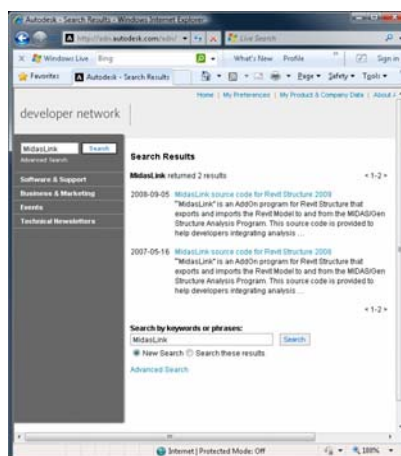 Autodesk - Search Results - Windows Internet Explorer
autodesk.com
Live Search
Windows Live Bing What's New Profile Sign in
Favorites Autodesk - Search Results Page Safety Tools
Home | My Preferences | My Product & Company Data | About
developer network
MidasLink Search
Advanced Search
Software & Support
Business & Marketing
Events
Technical Newsletters
Search Results
MidasLink returned 2 results < 1-2 >
2008-09-05 MidasLink source code for Revit Structure 2009
"MidasLink" is an AddOn program for Revit Structure that
exports and imports the Revit Model to and from the MIDAS/Gen
Structure Analysis Program. This source code is provided to
help developers integrating analysis ...
2007-05-16 MidasLink source code for Revit Structure 2008
"MidasLink" is an AddOn program for Revit Structure that
exports and imports the Revit Model to and from the MIDAS/Gen
Structure Analysis Program. This source code is provided to
help developers integrating analysis ...
< 1-2 >
Search by keywords or phrases:
MidasLink Search
New Search Search these results
Advanced Search
Internet | Protected Mode: Off 100%